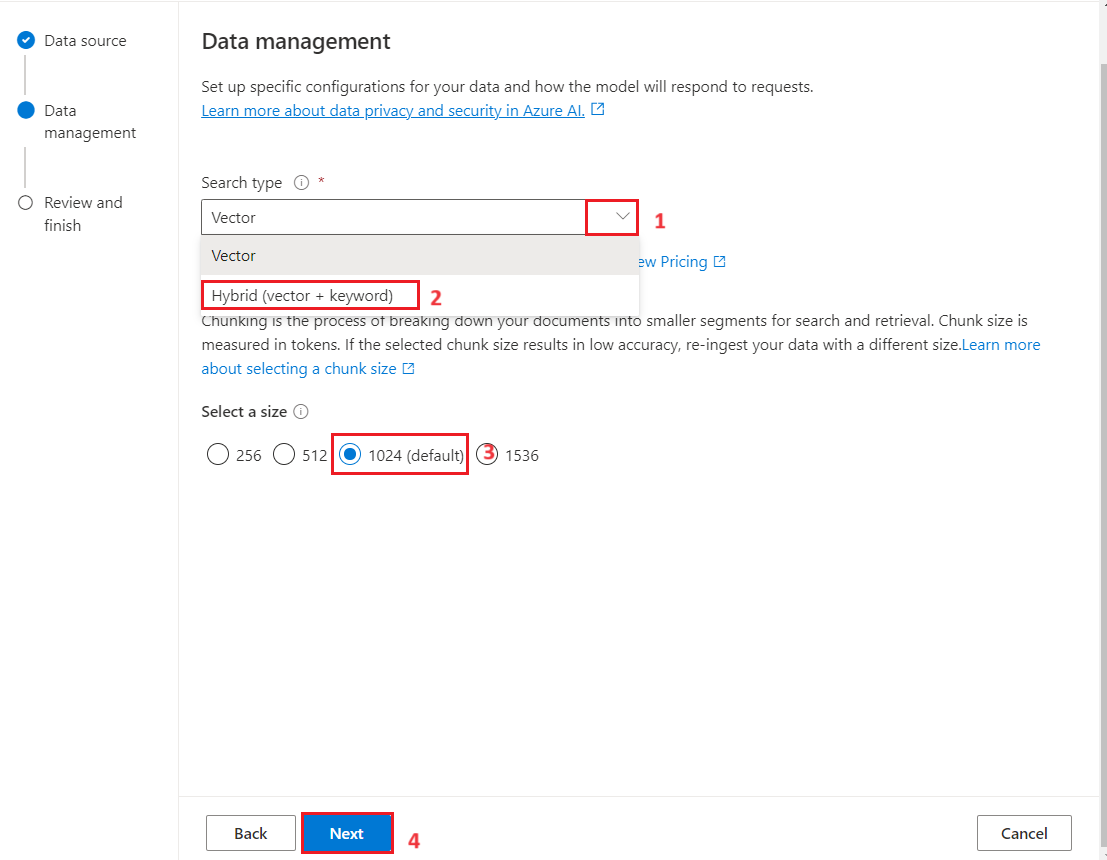 Data source
Data
management
Review and
finish
Data management
Set up specific configurations for your data and how the model will respond to requests.
Learn more about data privacy and security in Azure AI.
Search type *
Vector
1
Vector
ew Pricing
Hybrid (vector + keyword)
2
Chunking is the process of breaking down your documents into smaller segments for search and retrieval. Chunk size is
measured in tokens. If the selected chunk size results in low accuracy, re-ingest your data with a different size.Learn more
about selecting a chunk size
Select a size
256 512 1024 (default) 3 1536
Back Next 4 Cancel